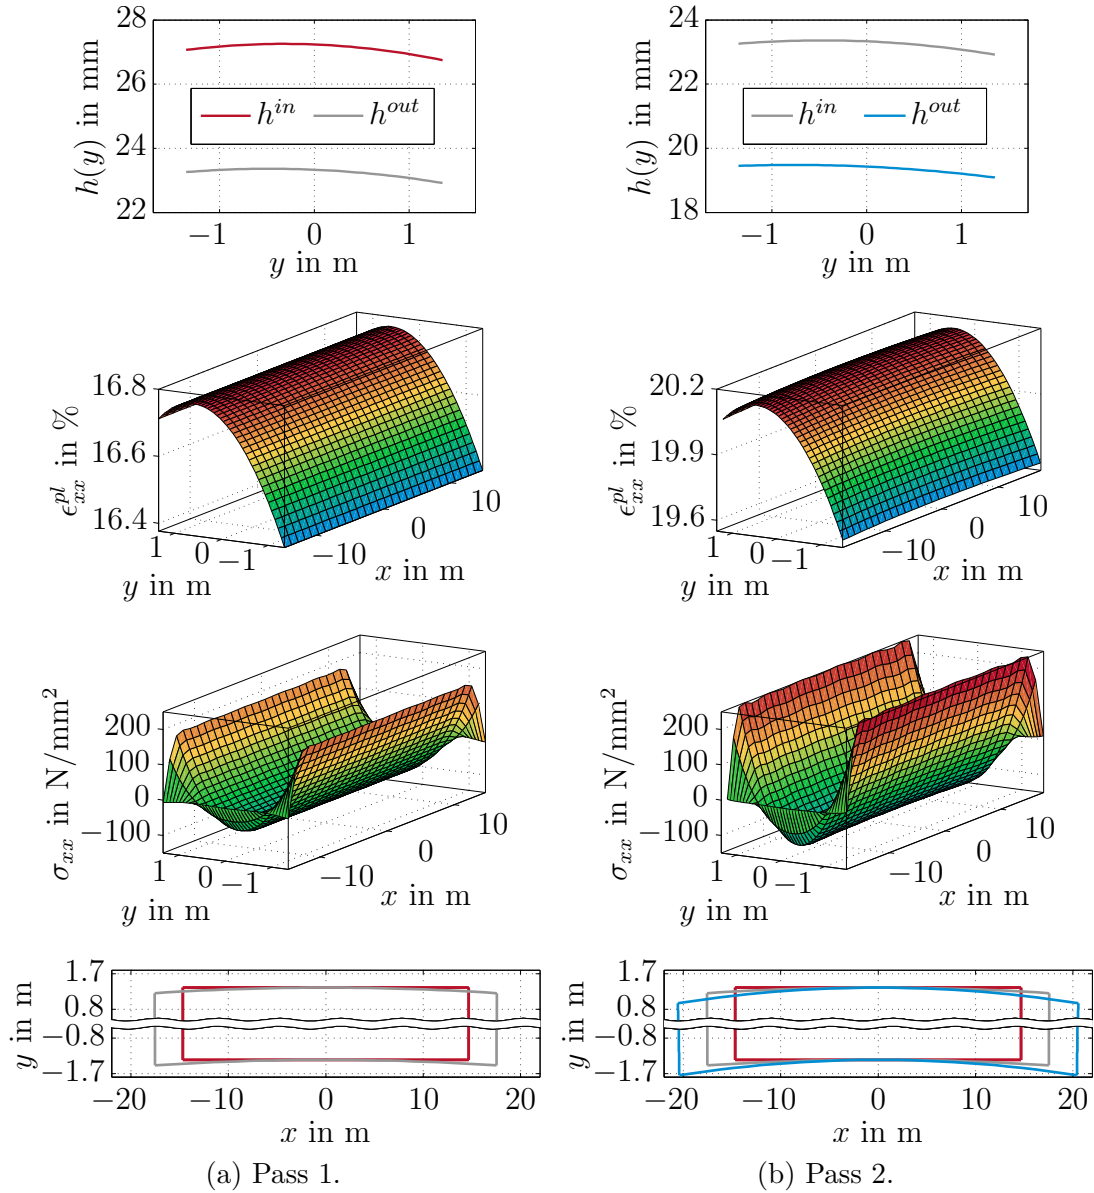 28
26
24
22
h(y) in mm
h^{in} h^{out}
−1 0 1
y in m
24
22
20
18
h(y) in mm
h^{in} h^{out}
−1 0 1
y in m
16.8
16.6
16.4
ϵ^{pl}_{xx} in %
1 0 −1
y in m
−10 0 10
x in m
20.2
19.9
19.6
ϵ^{pl}_{xx} in %
1 0 −1
y in m
−10 0 10
x in m
200
100
0
−100
σ_{xx} in N/mm²
1 0 −1
y in m
−10 0 10
x in m
200
100
0
−100
σ_{xx} in N/mm²
1 0 −1
y in m
−10 0 10
x in m
1.7
0.8
−0.8
−1.7
y in m
−20 −10 0 10 20
x in m
(a) Pass 1.
1.7
0.8
−0.8
−1.7
y in m
−20 −10 0 10 20
x in m
(b) Pass 2.